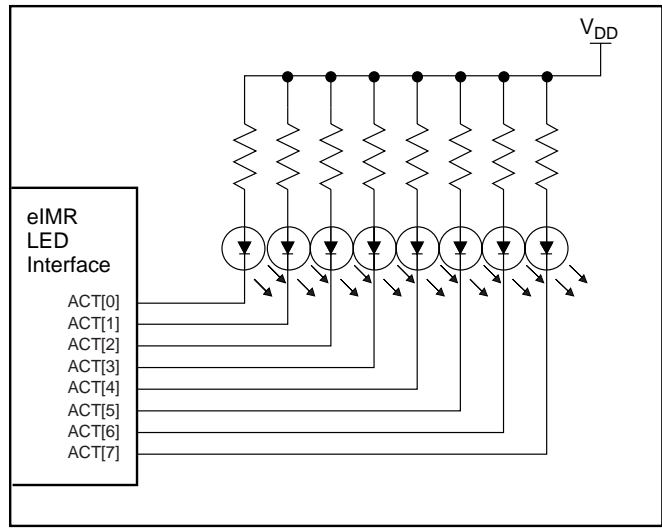 VDD
eIMR
LED
Interface
ACT[0]
ACT[1]
ACT[2]
ACT[3]
ACT[4]
ACT[5]
ACT[6]
ACT[7]